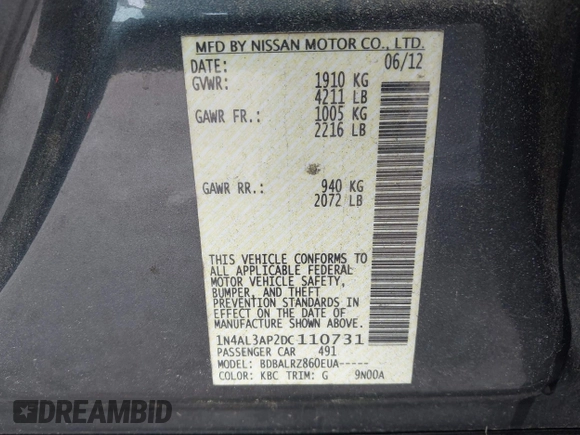 MFD BY NISSAN MOTOR CO., LTD.
DATE: 06/12
GVWR: 1910 KG
4211 LB
GAWR FR.: 1005 KG
2216 LB
GAWR RR.: 940 KG
2072 LB
THIS VEHICLE CONFORMS TO
ALL APPLICABLE FEDERAL
MOTOR VEHICLE SAFETY,
BUMPER, AND THEFT
PREVENTION STANDARDS IN
EFFECT ON THE DATE OF
MANUFACTURE SHOWN ABOVE.
1N4AL3AP2DC110731
PASSENGER CAR 491
MODEL: BDBALRZ860EUA-----
COLOR: KBC TRIM: G 9N00A
DREAMBID